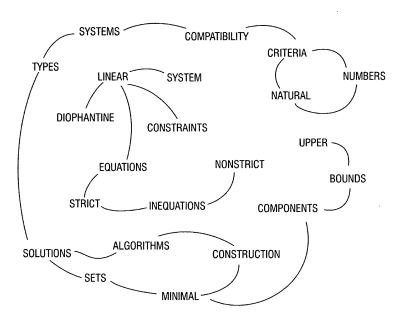 SYSTEMS
COMPATIBILITY
CRITERIA
TYPES
LINEAR
SYSTEM
NUMBERS
NATURAL
DIOPHANTINE
CONSTRAINTS
UPPER
EQUATIONS
NONSTRICT
BOUNDS
STRICT
INEQUATIONS
COMPONENTS
SOLUTIONS
ALGORITHMS
CONSTRUCTION
SETS
MINIMAL